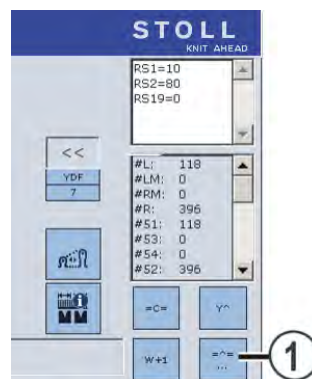 STOLL
KNIT AHEAD
RS1=10
RS2=80
RS19=0
<<
YDF
7
#L: 118
#LM: 0
#RM: 0
#R: 396
#51: 118
#53: 0
#54: 0
#52: 396
=C=
Y^
W+1
=^=
...
1